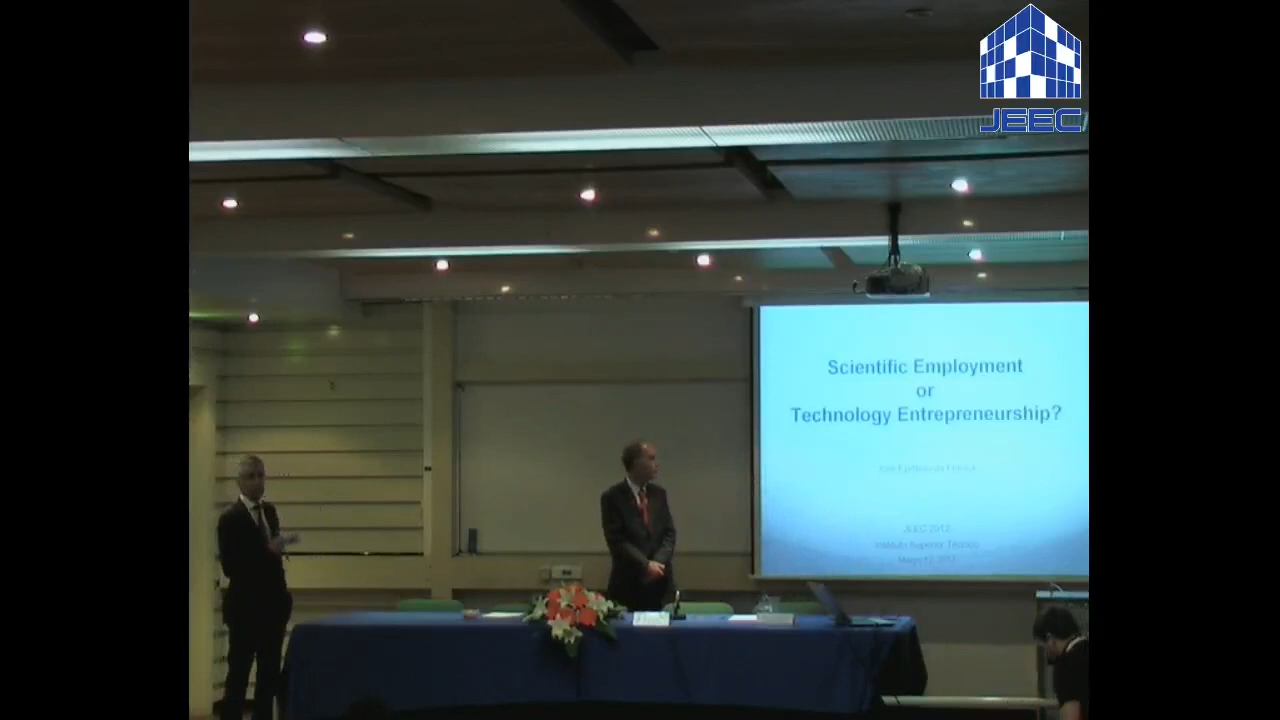 JEEC
Scientific Employment
or
Technology Entrepreneurship?
JEEC 2012
Instituto Superior Técnico